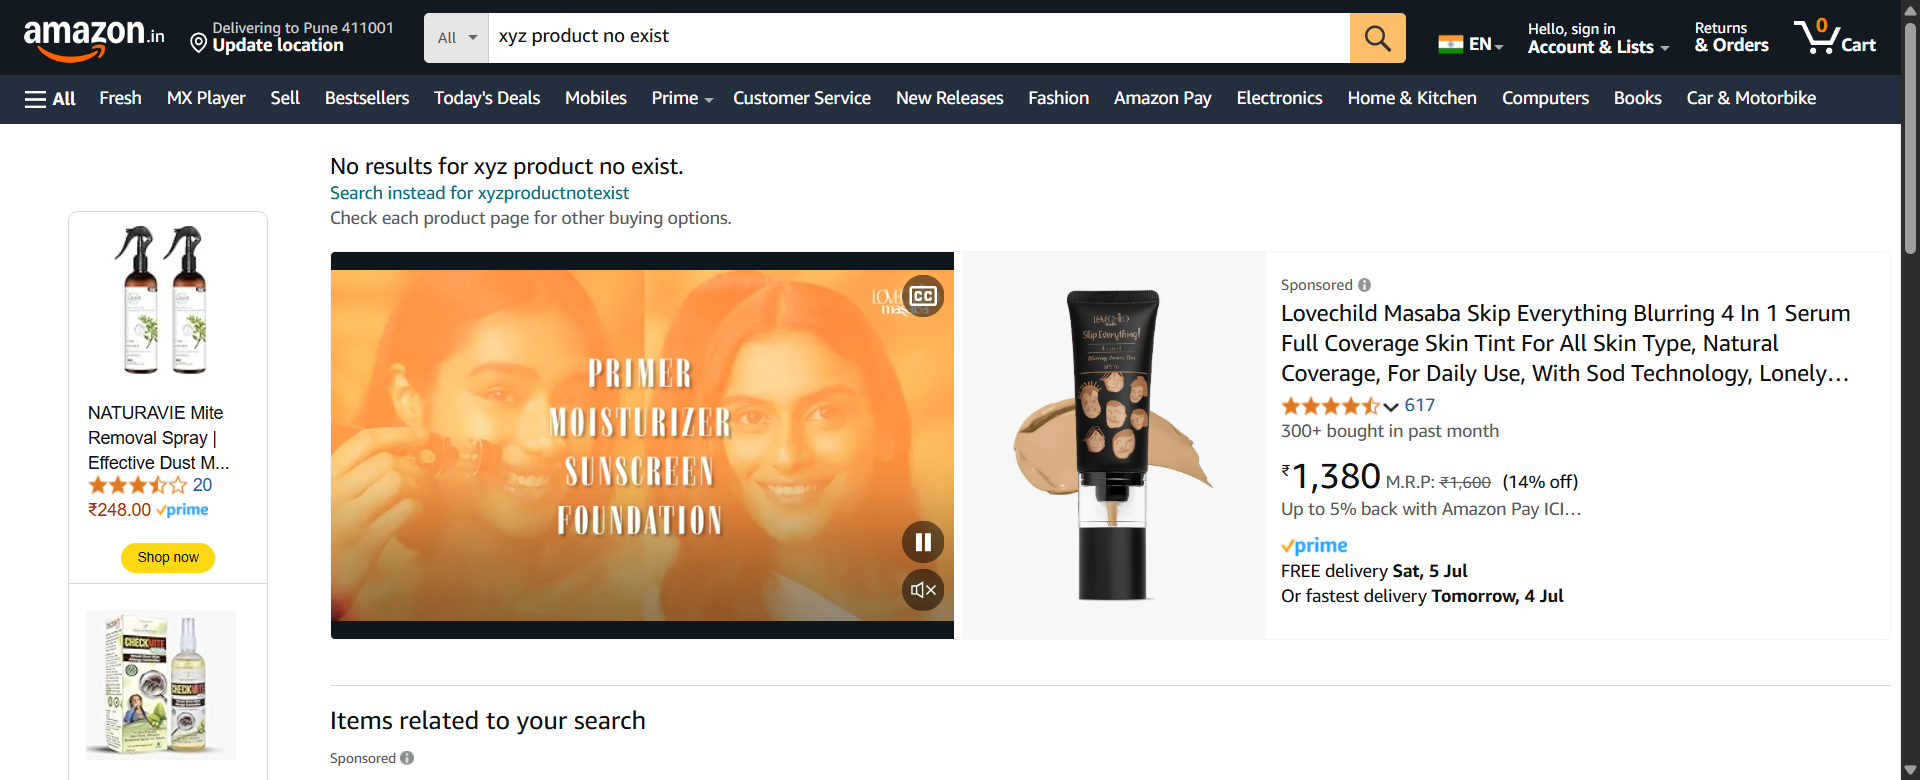 amazon.in
Delivering to Pune 411001
Update location
All
xyz product no exist
EN
Hello, sign in
Account & Lists
Returns
& Orders
0
Cart
All
Fresh
MX Player
Sell
Bestsellers
Today's Deals
Mobiles
Prime
Customer Service
New Releases
Fashion
Amazon Pay
Electronics
Home & Kitchen
Computers
Books
Car & Motorbike
No results for xyz product no exist.
Search instead for xyzproductnotexist
Check each product page for other buying options.
NATURAVIE Mite
Removal Spray |
Effective Dust M...
20
₹248.00 prime
Shop now
CHECKMITE
CC
PRIMER
MOISTURIZER
SUNSCREEN
FOUNDATION
LOVECHILD
Skip Everything!
Sponsored
Lovechild Masaba Skip Everything Blurring 4 In 1 Serum
Full Coverage Skin Tint For All Skin Type, Natural
Coverage, For Daily Use, With Sod Technology, Lonely...
617
300+ bought in past month
₹1,380 M.R.P: ₹1,600 (14% off)
Up to 5% back with Amazon Pay ICI...
prime
FREE delivery Sat, 5 Jul
Or fastest delivery Tomorrow, 4 Jul
Items related to your search
Sponsored